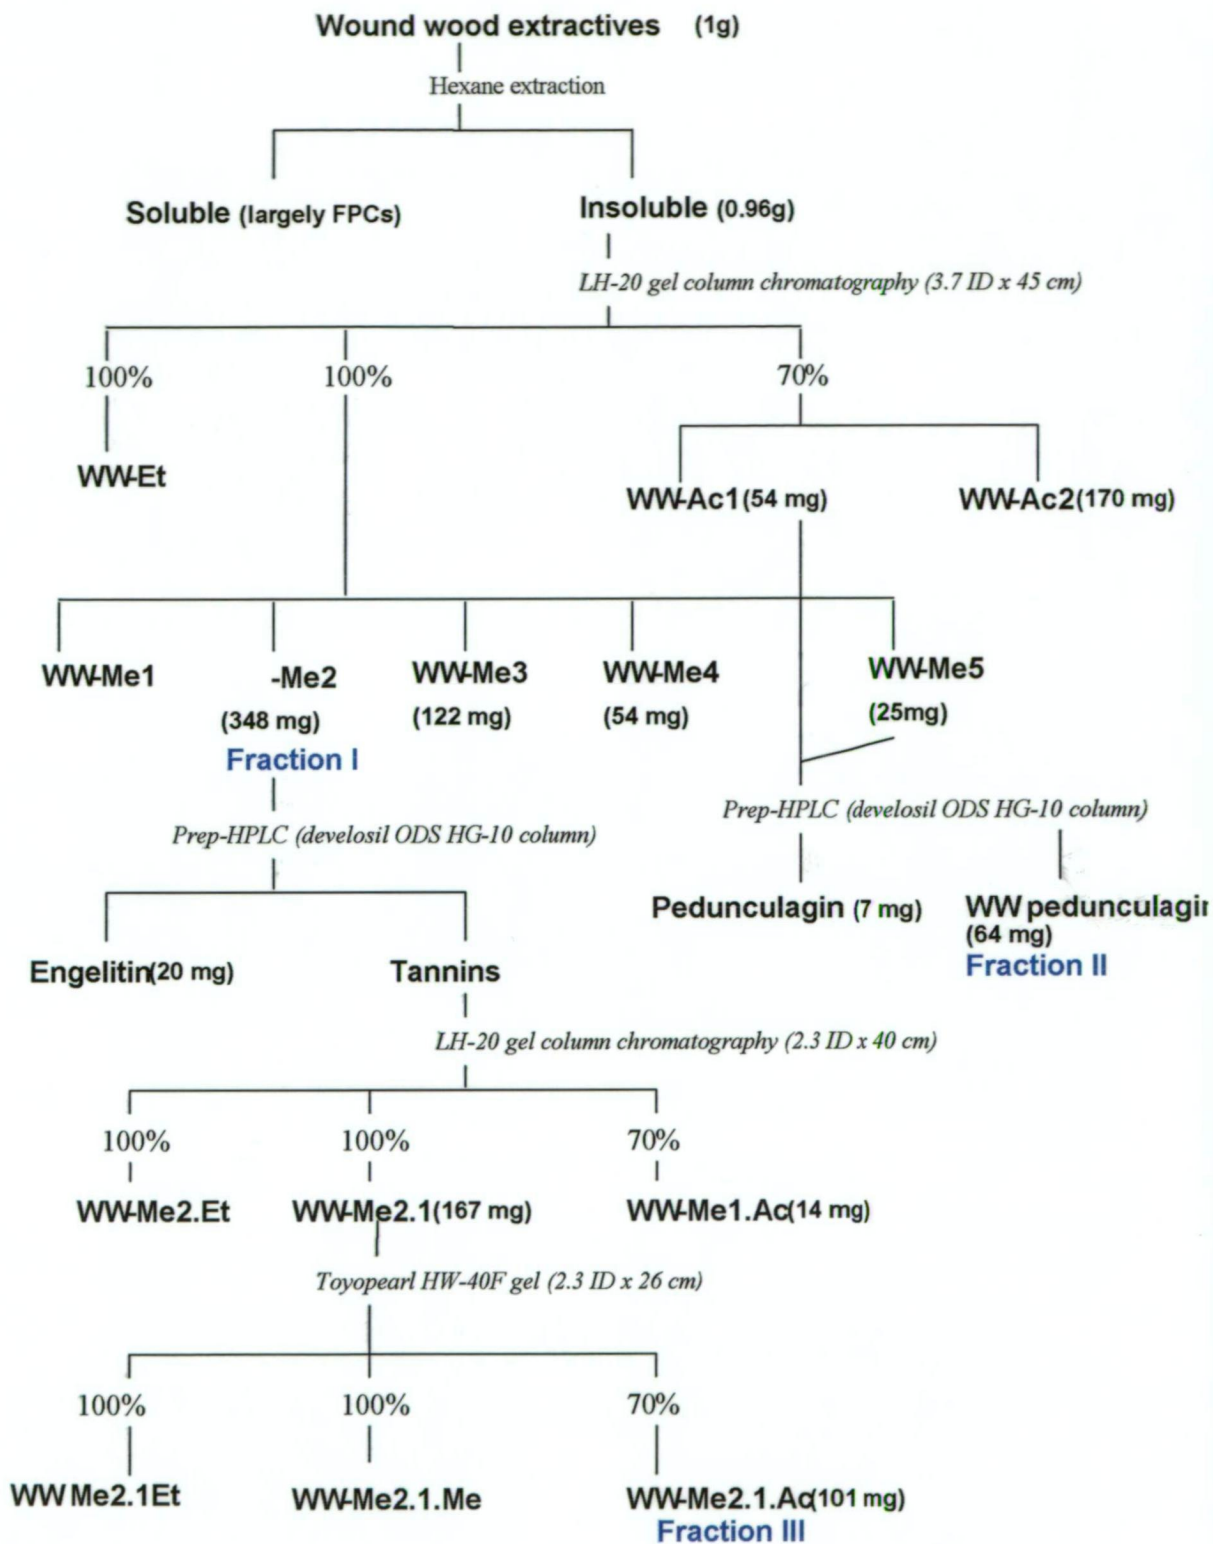 Wound wood extractives (1g)
Hexane extraction
Soluble (largely FPCs)
Insoluble (0.96g)
LH-20 gel column chromatography (3.7 ID x 45 cm)
100%
100%
70%
WW-Et
WW-Ac1(54 mg)
WW-Ac2(170 mg)
WW-Me1
-Me2
(348 mg)
Fraction I
WW-Me3
(122 mg)
WW-Me4
(54 mg)
WW-Me5
(25mg)
Prep-HPLC (develosil ODS HG-10 column)
Prep-HPLC (develosil ODS HG-10 column)
Pedunculagin (7 mg)
WW pedunculagin
(64 mg)
Fraction II
Engelitin(20 mg)
Tannins
LH-20 gel column chromatography (2.3 ID x 40 cm)
100%
100%
70%
WW-Me2.Et
WW-Me2.1(167 mg)
WW-Me1.Ac(14 mg)
Toyopearl HW-40F gel (2.3 ID x 26 cm)
100%
100%
70%
WW Me2.1Et
WW-Me2.1.Me
WW-Me2.1.Ac(101 mg)
Fraction III